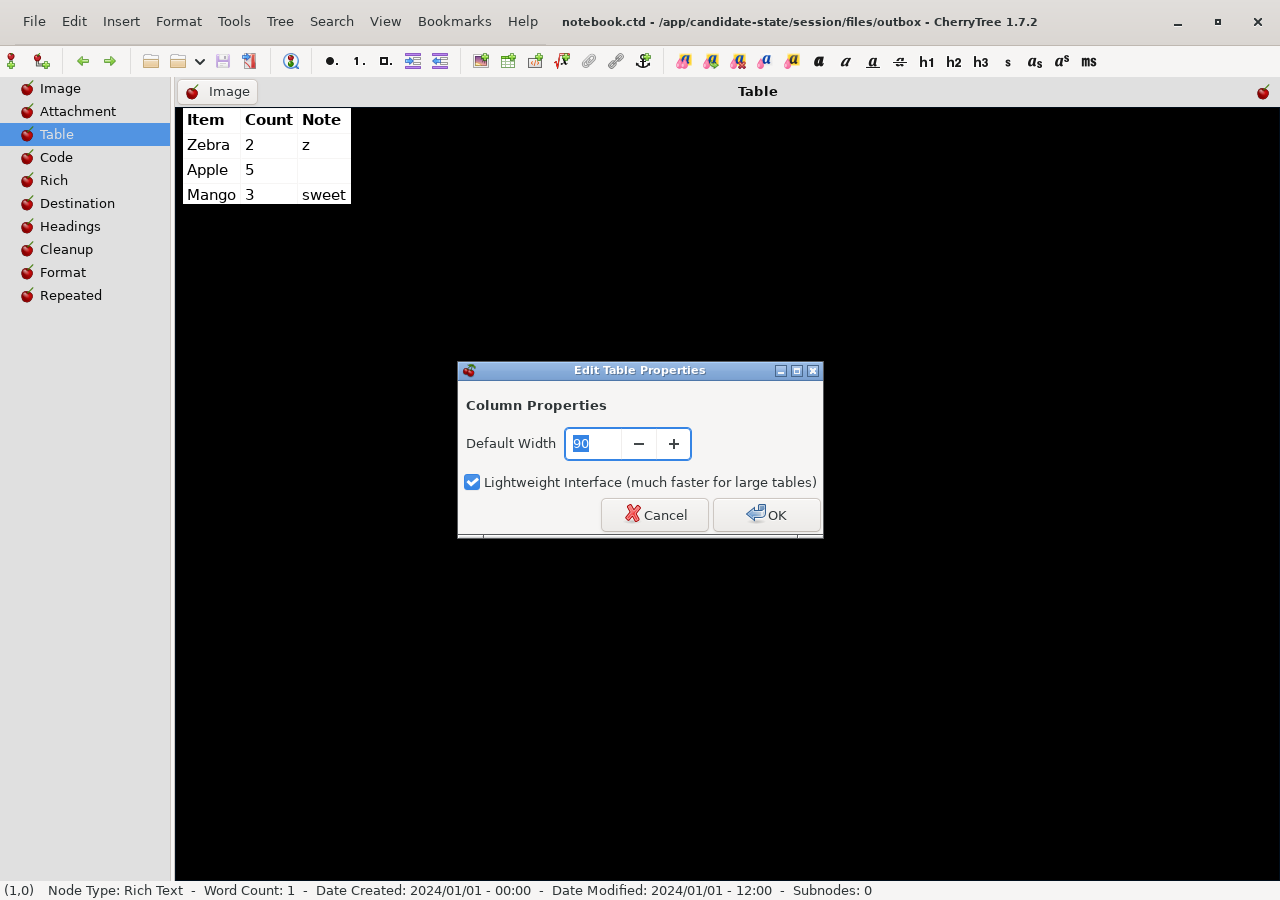 File Edit Insert Format Tools Tree Search View Bookmarks Help notebook.ctd - /app/candidate-state/session/files/outbox - CherryTree 1.7.2
1. a a a a a a a a a h1 h2 h3 s as as ms
Image
Attachment
Table
Code
Rich
Destination
Headings
Cleanup
Format
Repeated
Image Table
Item Count Note
Zebra 2 z
Apple 5
Mango 3 sweet
Edit Table Properties
Column Properties
Default Width 90
Lightweight Interface (much faster for large tables)
Cancel OK
(1,0) Node Type: Rich Text - Word Count: 1 - Date Created: 2024/01/01 - 00:00 - Date Modified: 2024/01/01 - 12:00 - Subnodes: 0